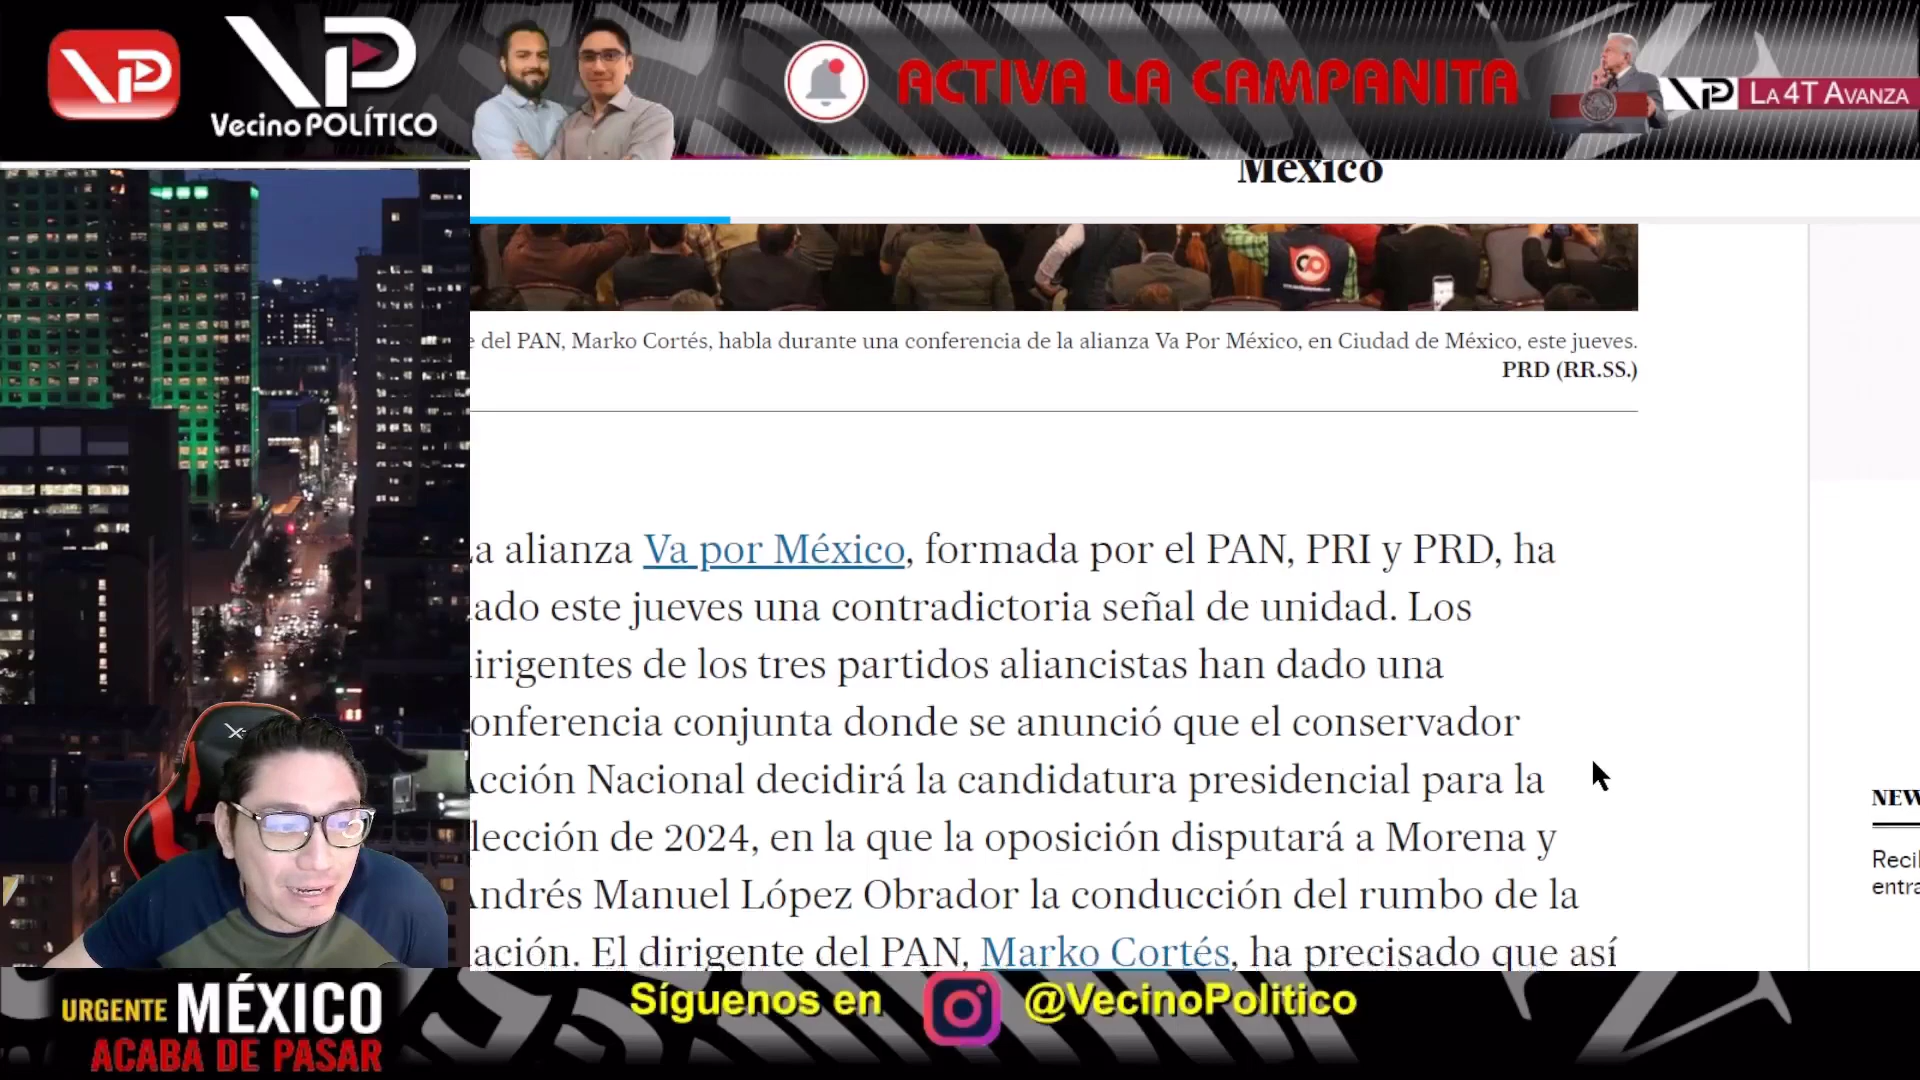 VP
VP
Vecino POLÍTICO
ACTIVA LA CAMPANITA
VP LA 4T AVANZA
México
del PAN, Marko Cortés, habla durante una conferencia de la alianza Va Por México, en Ciudad de México, este jueves.
PRD (RR.SS.)
a alianza Va por México, formada por el PAN, PRI y PRD, ha
ado este jueves una contradictoria señal de unidad. Los
irigentes de los tres partidos aliancistas han dado una
onferencia conjunta donde se anunció que el conservador
Acción Nacional decidirá la candidatura presidencial para la
lección de 2024, en la que la oposición disputará a Morena y
Andrés Manuel López Obrador la conducción del rumbo de la
ación. El dirigente del PAN, Marko Cortés, ha precisado que así
NEW
Recil
entra
URGENTE MÉXICO
ACABA DE PASAR
Síguenos en @VecinoPolitico